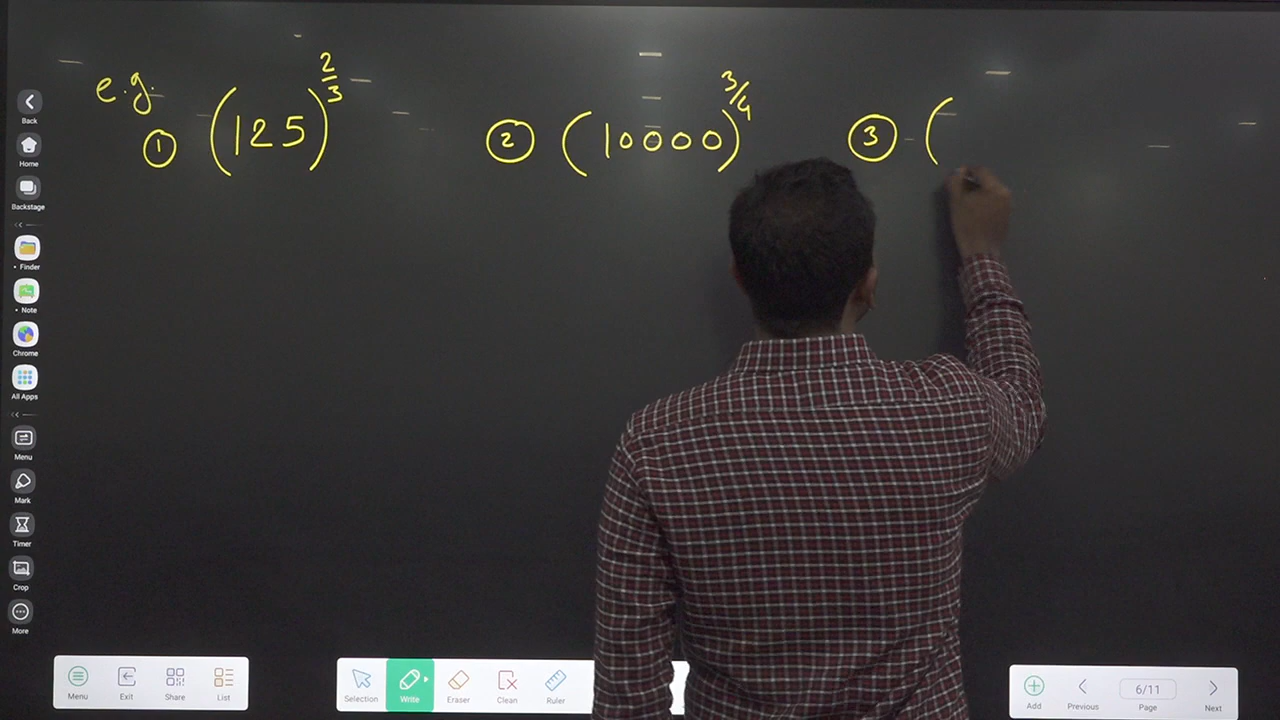 e.g.
① (125)^{2/3} ② (10000)^{3/4} ③ (
Back
Home
Backstage
Finder
Note
Chrome
All Apps
Menu
Mark
Timer
Crop
More
Menu Exit Share List
Selection Write Eraser Clean Ruler
Add Previous Page Next
6/11